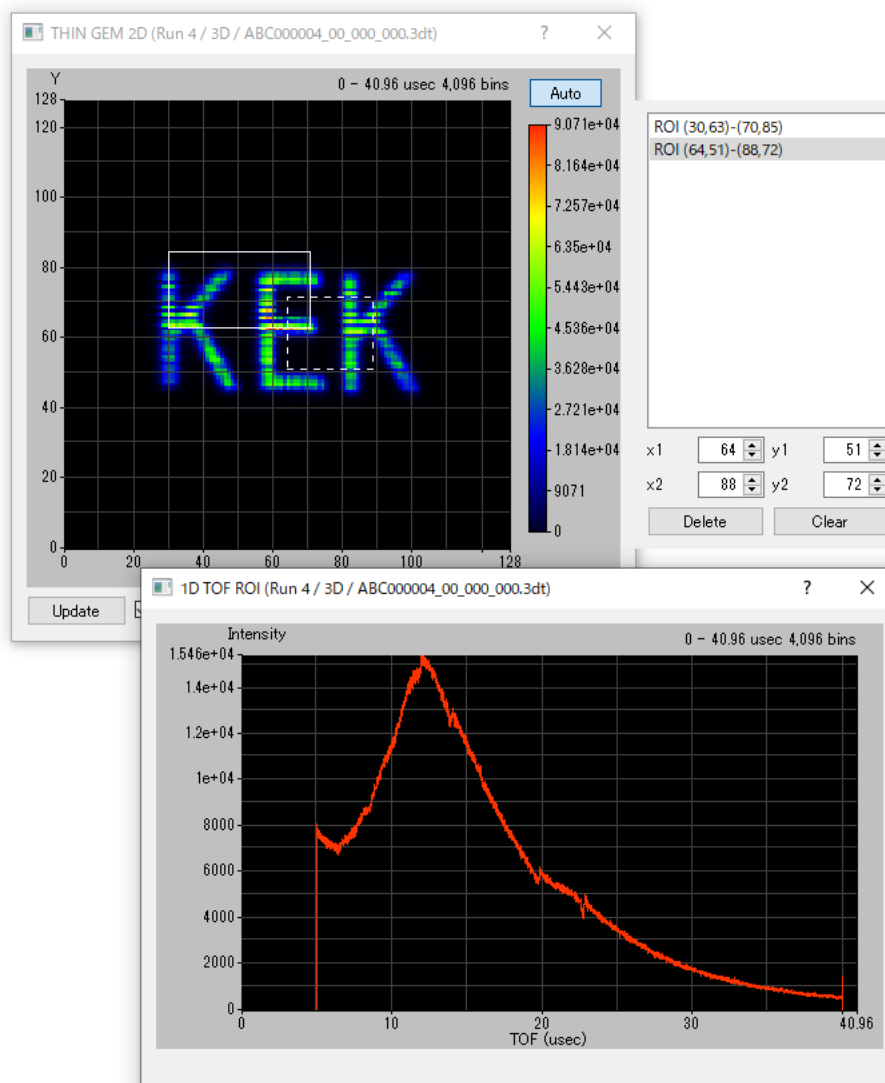 THIN GEM 2D (Run 4 / 3D / ABC000004_00_000_000.3dt)
?
Y
0 - 40.96 usec 4,096 bins
Auto
128
120
100
80
60
40
20
0
0 20 40 60 80 100 128
KEK
9.071e+04
8.164e+04
7.257e+04
6.35e+04
5.443e+04
4.536e+04
3.628e+04
2.721e+04
1.814e+04
9071
0
ROI (30,63)-(70,85)
ROI (64,51)-(88,72)
x1 64 y1 51
x2 88 y2 72
Delete Clear
Update
1D TOF ROI (Run 4 / 3D / ABC000004_00_000_000.3dt)
?
Intensity
0 - 40.96 usec 4,096 bins
1.546e+04
1.4e+04
1.2e+04
1e+04
8000
6000
4000
2000
0
0 10 20 30 40.96
TOF (usec)